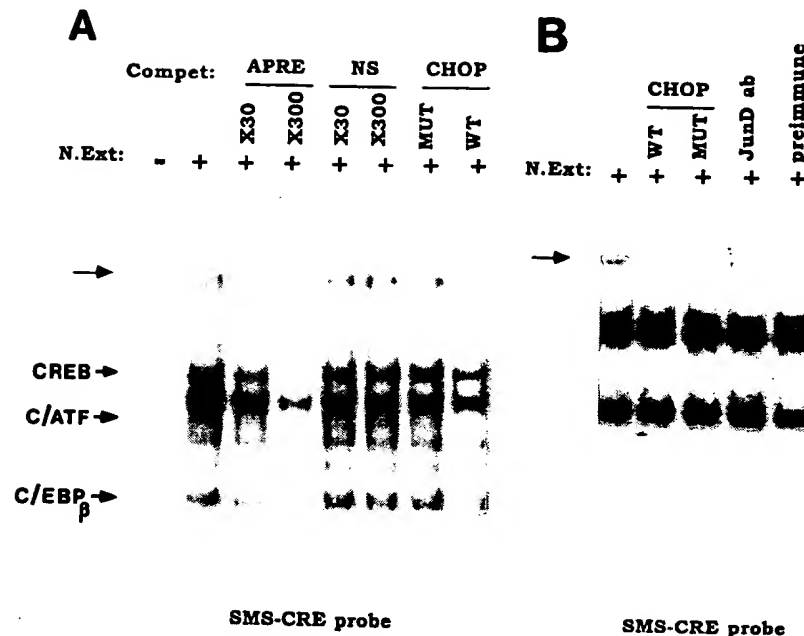 A
Compet: APRE NS CHOP
X30 X300 X30 X300 MUT WT
N.Ext: - + + + + + + +
CREB
C/ATF
C/EBPβ
SMS-CRE probe
B
CHOP
WT MUT JunD ab preimmune
N.Ext: + + + + +
SMS-CRE probe